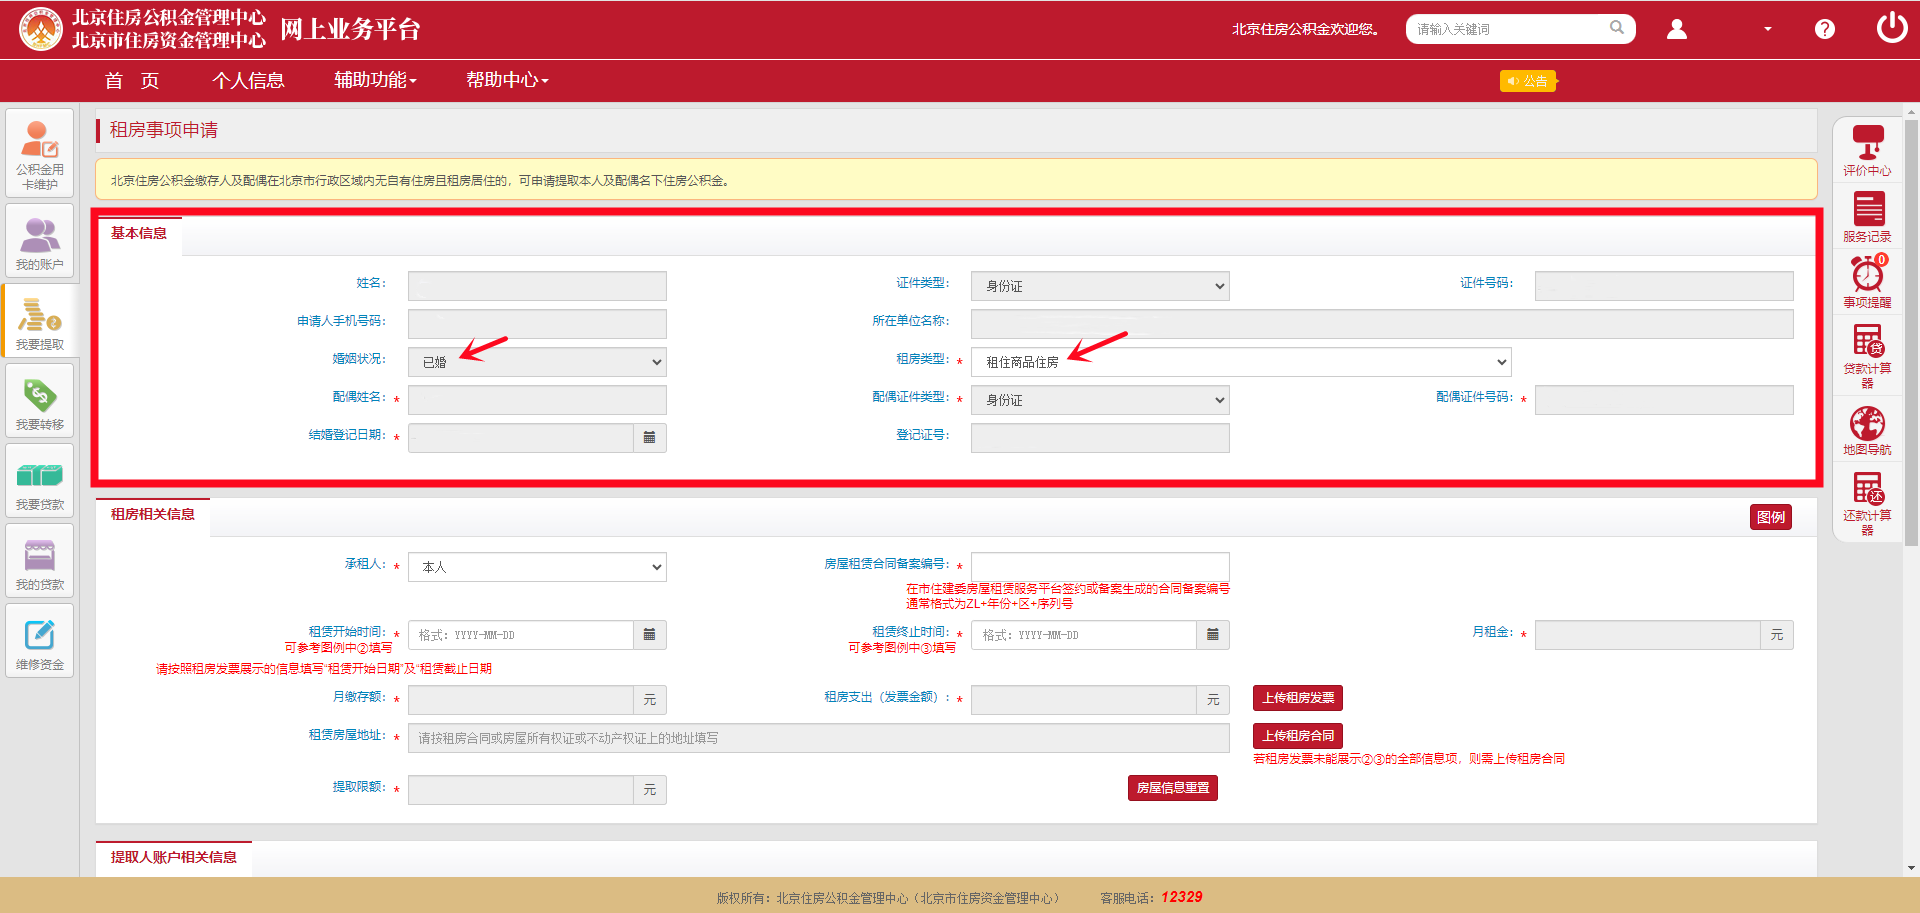 北京住房公积金管理中心
北京市住房资金管理中心
网上业务平台
北京住房公积金欢迎您。
请输入关键词
首 页
个人信息
辅助功能
帮助中心
公告
公积金用
卡维护
我的账户
我要提取
我要转移
我要贷款
我的贷款
维修资金
租房事项申请
北京住房公积金缴存人及配偶在北京市行政区域内无自有住房且租房居住的，可申请提取本人及配偶名下住房公积金。
基本信息
姓名：
证件类型：
身份证
证件号码：
申请人手机号码：
所在单位名称：
婚姻状况：
已婚
租房类型： *
租住商品住房
配偶姓名： *
配偶证件类型： *
身份证
配偶证件号码： *
结婚登记日期： *
登记证号：
租房相关信息
图例
承租人： *
本人
房屋租赁合同备案编号： *
在市住建委房屋租赁服务平台签约或备案生成的合同备案编号
通常格式为ZL+年份+区+序列号
租赁开始时间： *
格式：YYYY-MM-DD
可参考图例中②填写
租赁终止时间： *
格式：YYYY-MM-DD
可参考图例中③填写
月租金： *
元
请按照租房发票展示的信息填写"租赁开始日期"及"租赁截止日期
月缴存额： *
元
租房支出（发票金额）： *
元
上传租房发票
租赁房屋地址： *
请按租房合同或房屋所有权证或不动产权证上的地址填写
上传租房合同
若租房发票未能展示②③的全部信息项，则需上传租房合同
提取限额： *
元
房屋信息重置
提取人账户相关信息
评价中心
服务记录
0
事项提醒
贷
贷款计算
器
地图导航
还
还款计算
器
版权所有：北京住房公积金管理中心（北京市住房资金管理中心）
客服电话：12329